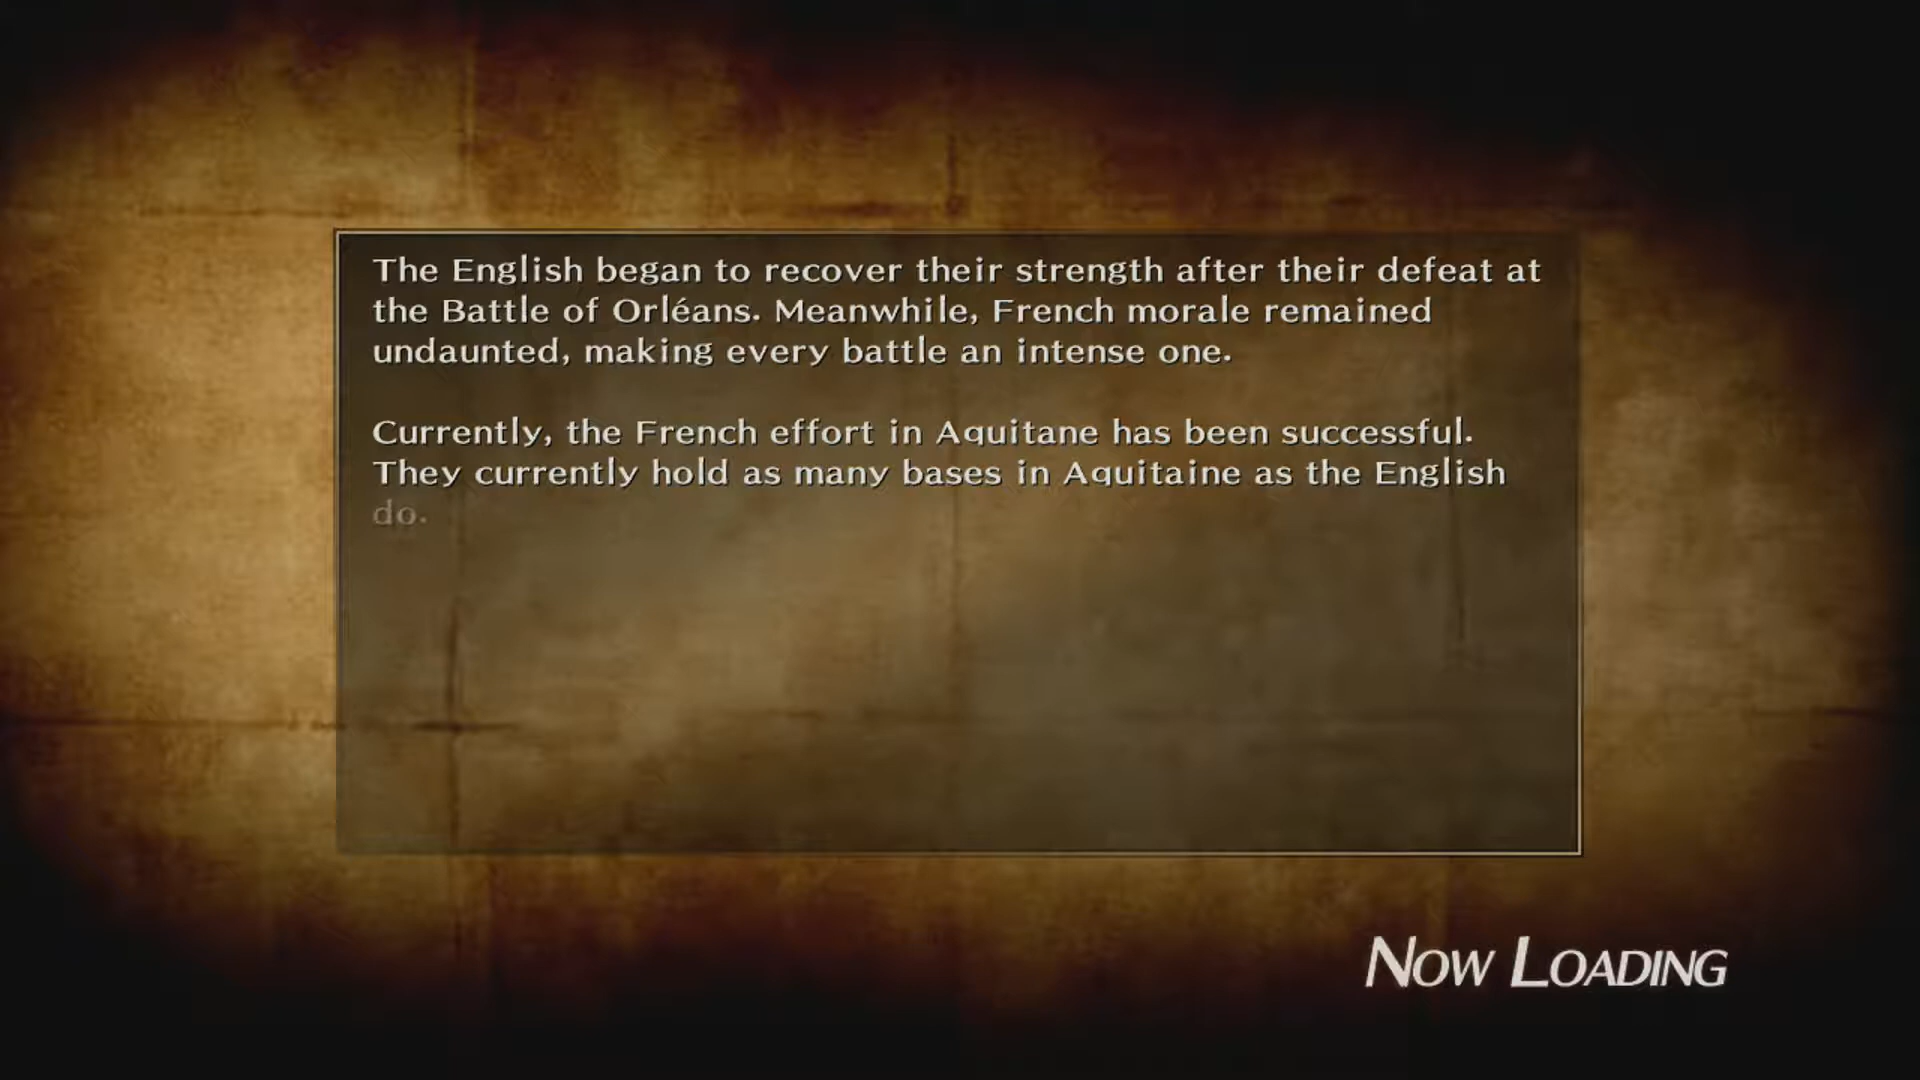 The English began to recover their strength after their defeat at
the Battle of Orléans. Meanwhile, French morale remained
undaunted, making every battle an intense one.
Currently, the French effort in Aquitane has been successful.
They currently hold as many bases in Aquitaine as the English
do.
NOW LOADING